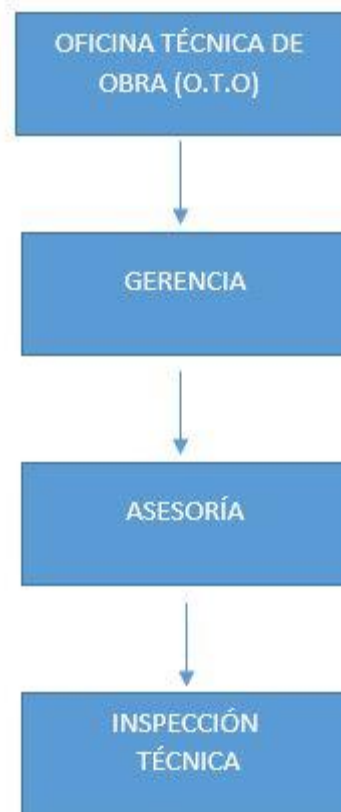 OFICINA TÉCNICA DE
OBRA (O.T.O)
GERENCIA
ASESORÍA
INSPECCIÓN
TÉCNICA